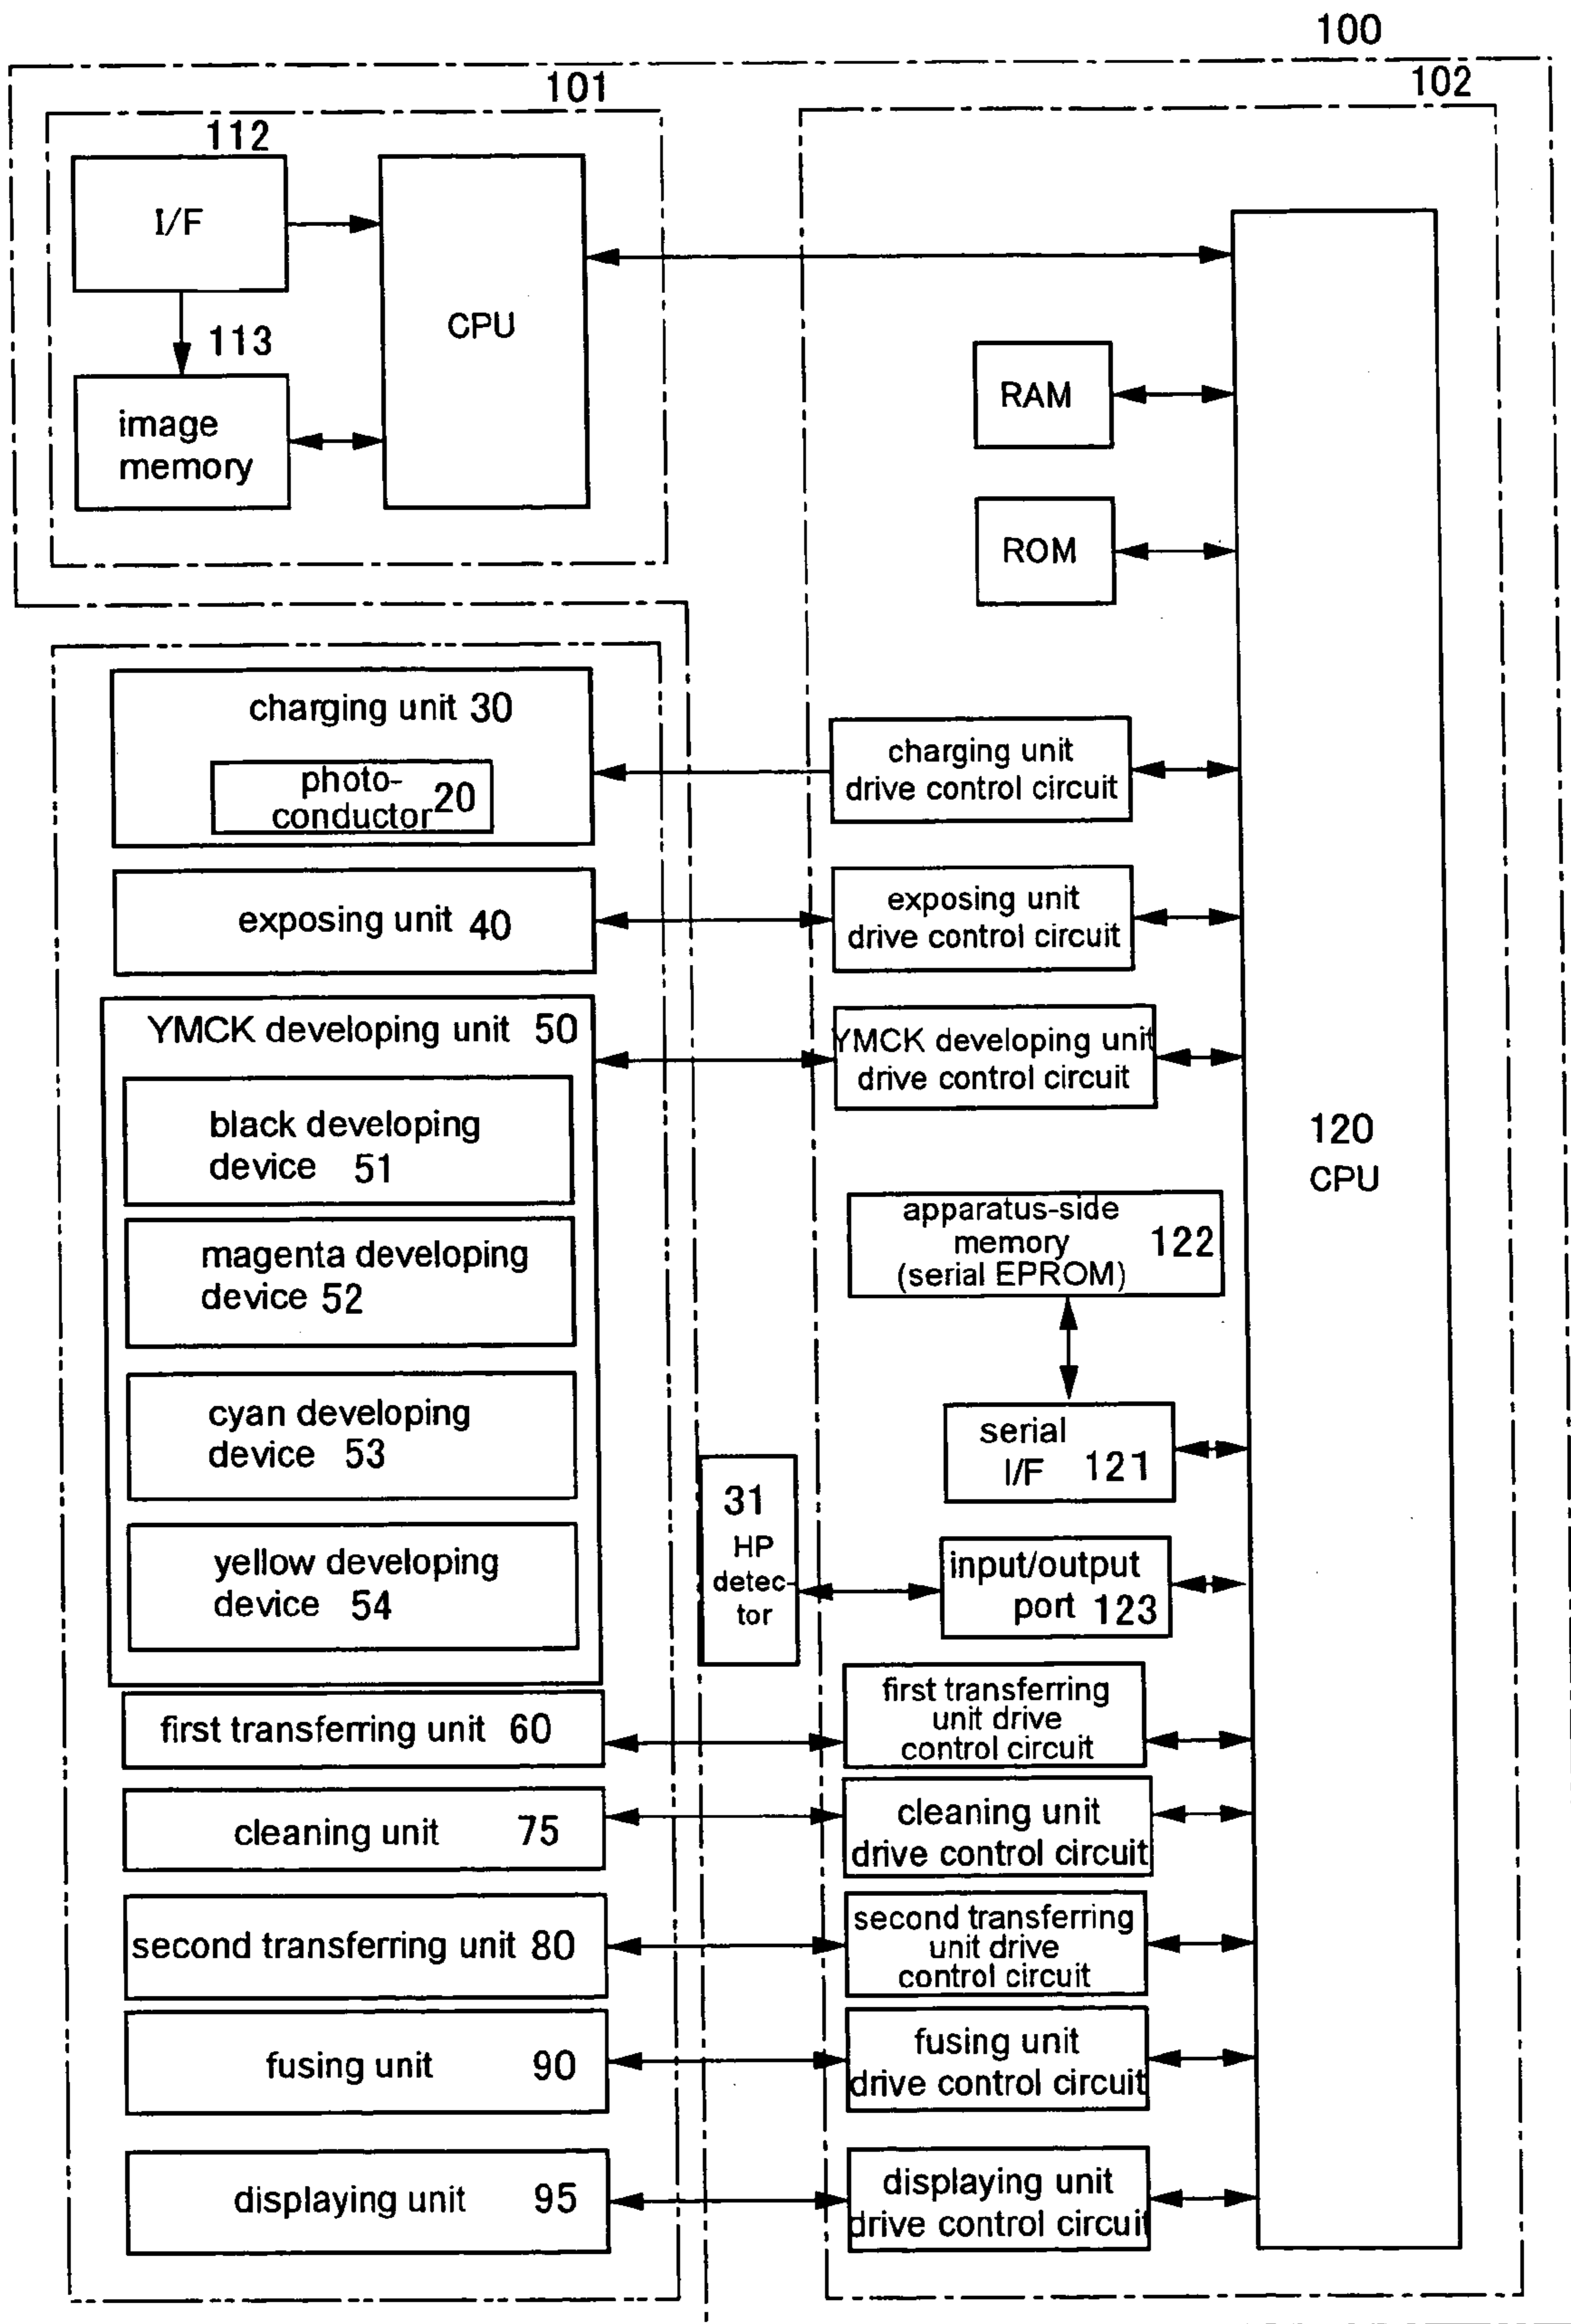 100
101
102
112
I/F
CPU
113
image
memory
RAM
ROM
charging unit 30
photo-
conductor 20
charging unit
drive control circuit
exposing unit 40
exposing unit
drive control circuit
YMCK developing unit 50
YMCK developing unit
drive control circuit
black developing
device 51
120
CPU
magenta developing
device 52
apparatus-side
memory 122
(serial EPROM)
cyan developing
device 53
serial
I/F 121
31
HP
detec-
tor
yellow developing
device 54
input/output
port 123
first transferring unit 60
first transferring
unit drive
control circuit
cleaning unit 75
cleaning unit
drive control circuit
second transferring unit 80
second transferring
unit drive
control circuit
fusing unit 90
fusing unit
drive control circuit
displaying unit 95
displaying unit
drive control circuit